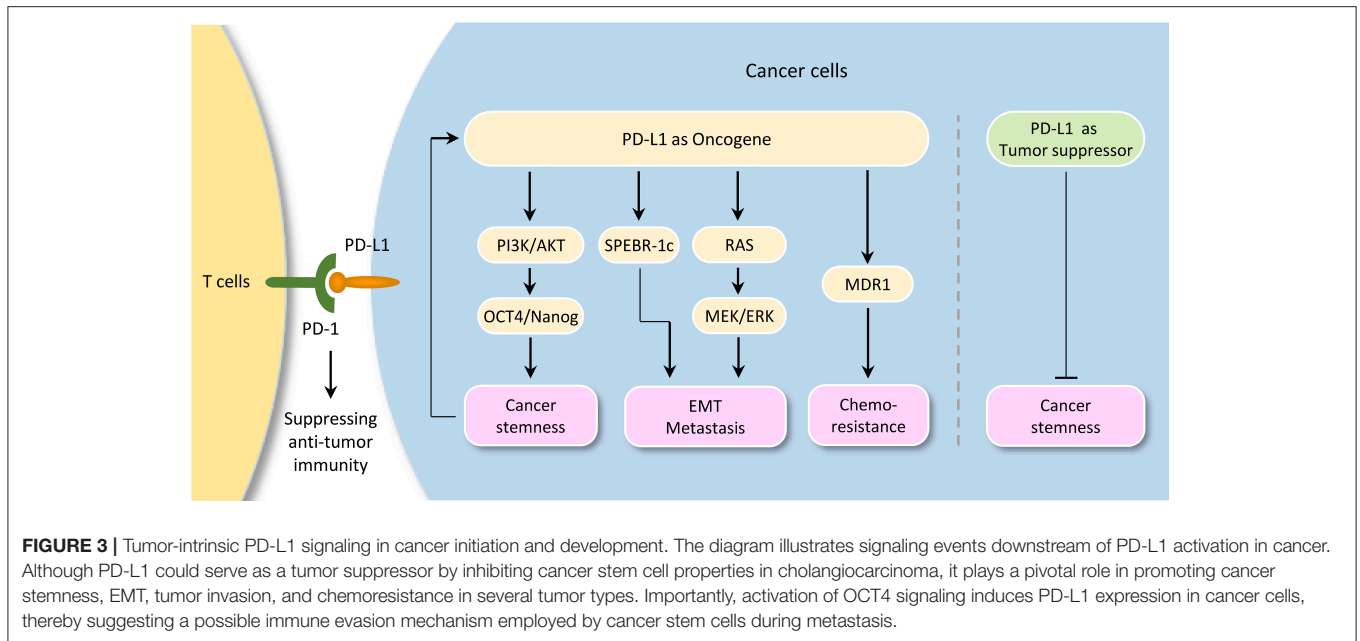 Cancer cells
PD-L1 as Oncogene
PD-L1 as
Tumor suppressor
PI3K/AKT
SPEBR-1c
RAS
PD-L1
T cells
MDR1
OCT4/Nanog
MEK/ERK
PD-1
Suppressing
anti-tumor
immunity
Cancer
stemness
EMT
Metastasis
Chemo-
resistance
Cancer
stemness
FIGURE 3 | Tumor-intrinsic PD-L1 signaling in cancer initiation and development. The diagram illustrates signaling events downstream of PD-L1 activation in cancer.
Although PD-L1 could serve as a tumor suppressor by inhibiting cancer stem cell properties in cholangiocarcinoma, it plays a pivotal role in promoting cancer
stemness, EMT, tumor invasion, and chemoresistance in several tumor types. Importantly, activation of OCT4 signaling induces PD-L1 expression in cancer cells,
thereby suggesting a possible immune evasion mechanism employed by cancer stem cells during metastasis.